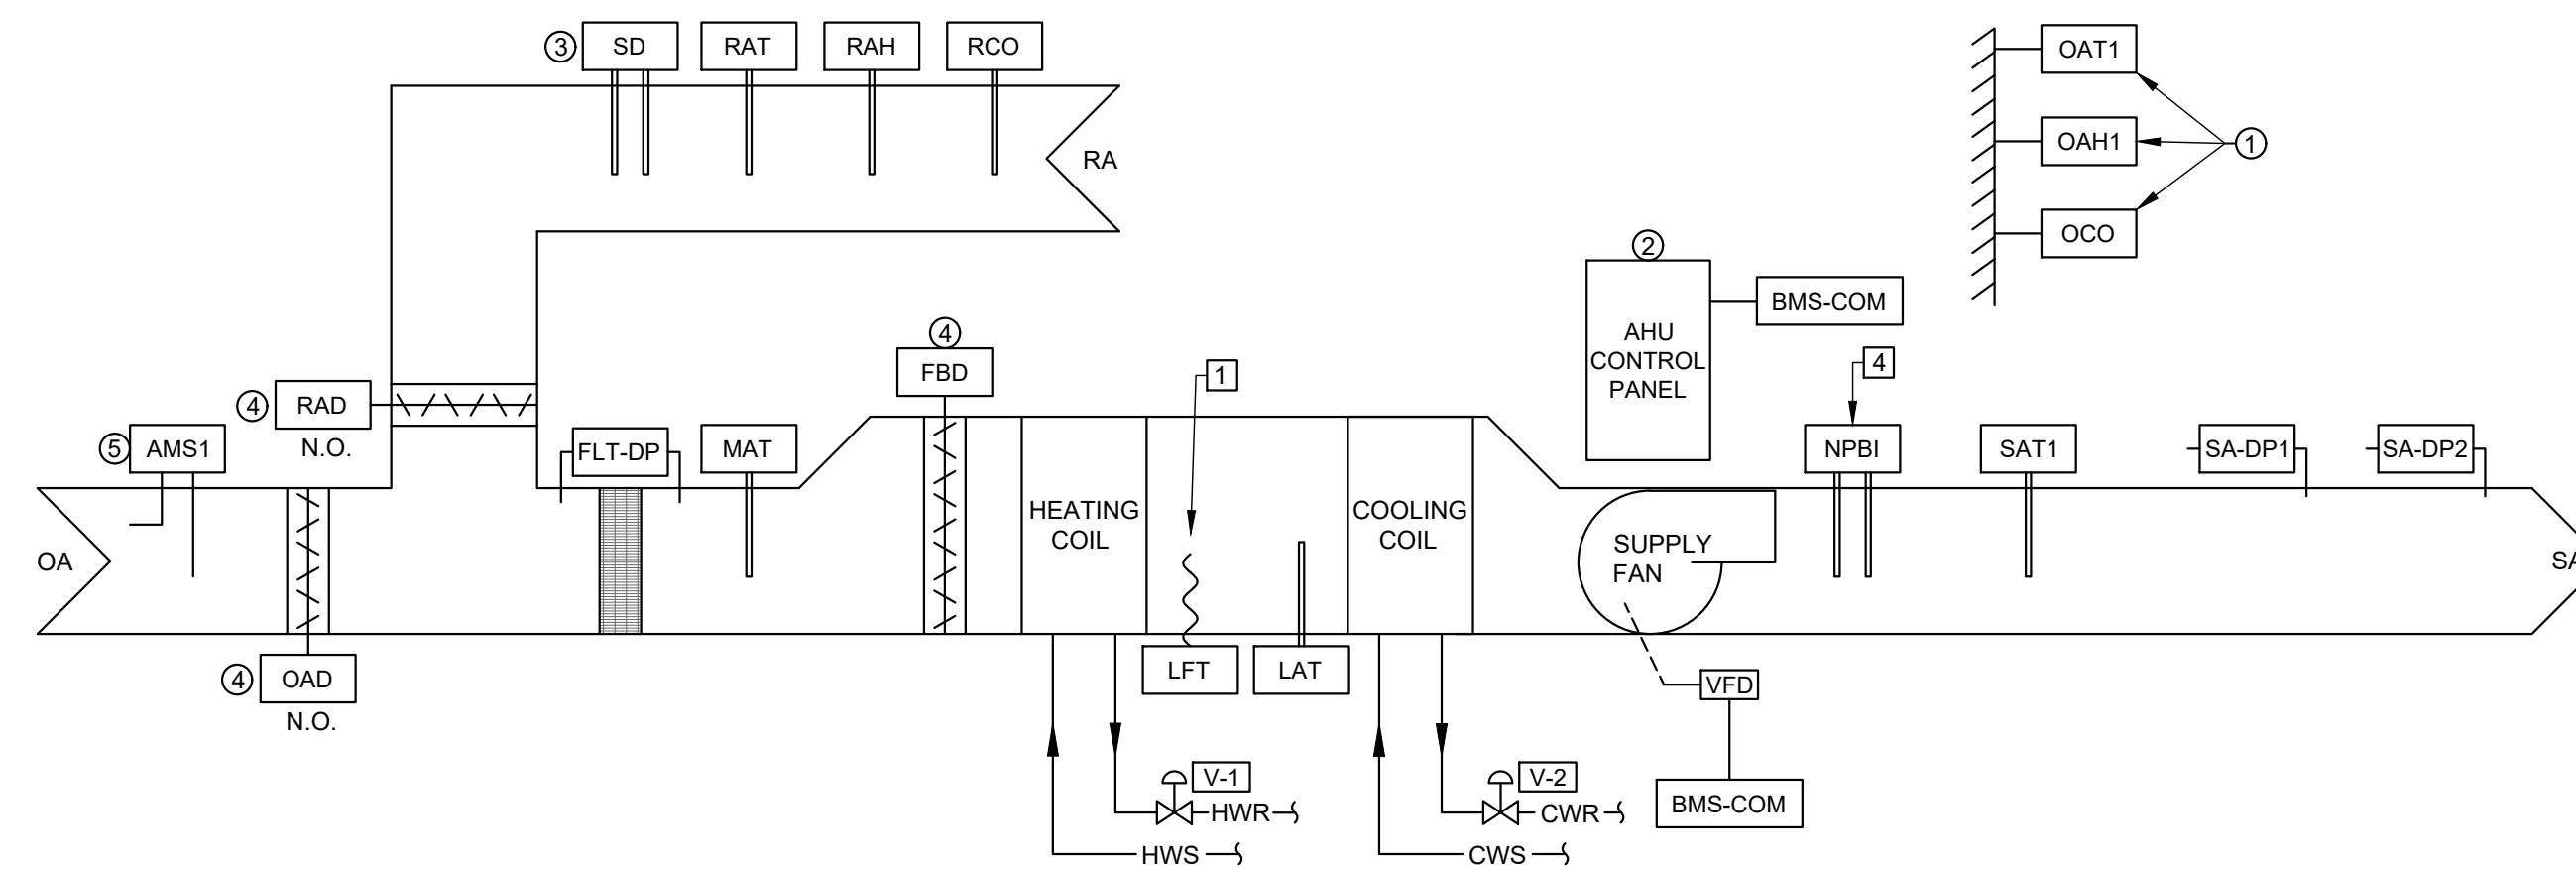 3
SD
RAT
RAH
RCO
RA
OAT1
OAH1
OCO
1
2
AHU
CONTROL
PANEL
BMS-COM
4
FBD
4
RAD
N.O.
1
4
5
AMS1
FLT-DP
MAT
NPBI
SAT1
SA-DP1
SA-DP2
OA
HEATING
COIL
COOLING
COIL
SUPPLY
FAN
SA
4
OAD
N.O.
LFT
LAT
VFD
V-1
HWR
HWS
V-2
CWR
CWS
BMS-COM